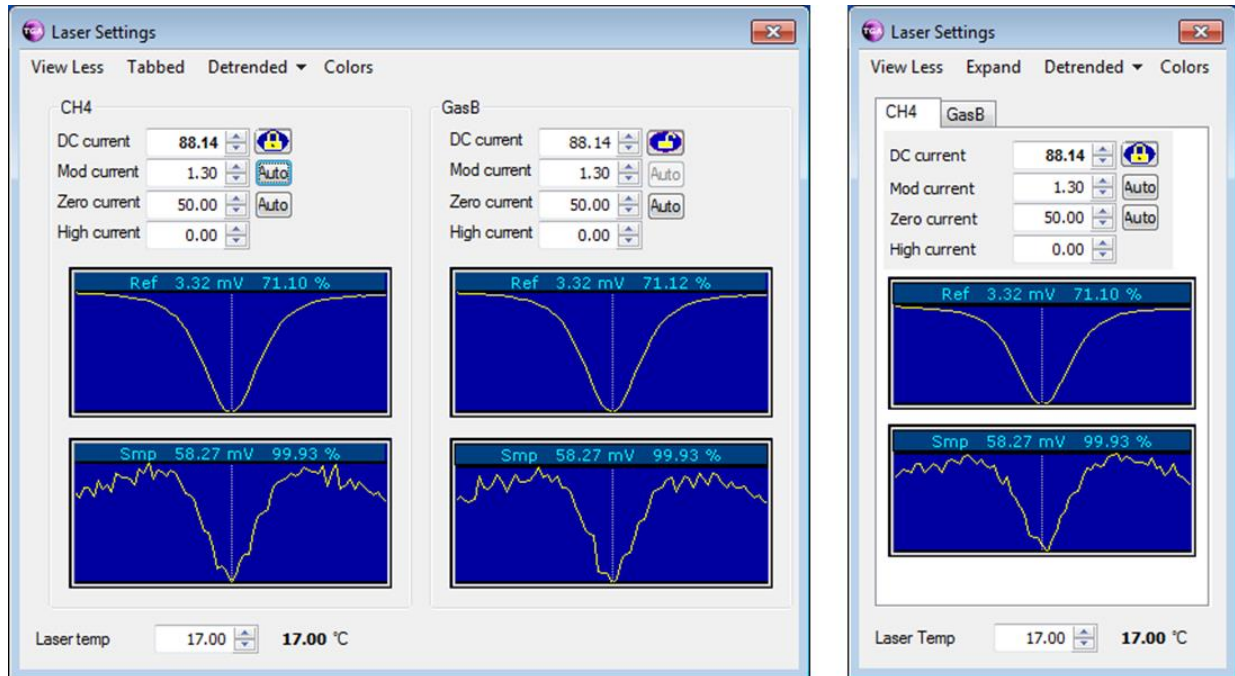 Laser Settings
View Less Tabbed Detrended Colors
CH4
DC current 88.14
Mod current 1.30 Auto
Zero current 50.00 Auto
High current 0.00
Ref 3.32 mV 71.10 %
Smp 58.27 mV 99.93 %
GasB
DC current 88.14
Mod current 1.30 Auto
Zero current 50.00 Auto
High current 0.00
Ref 3.32 mV 71.12 %
Smp 58.27 mV 99.93 %
Laser temp 17.00 17.00 °C
Laser Settings
View Less Expand Detrended Colors
CH4 GasB
DC current 88.14
Mod current 1.30 Auto
Zero current 50.00 Auto
High current 0.00
Ref 3.32 mV 71.10 %
Smp 58.27 mV 99.93 %
Laser Temp 17.00 17.00 °C